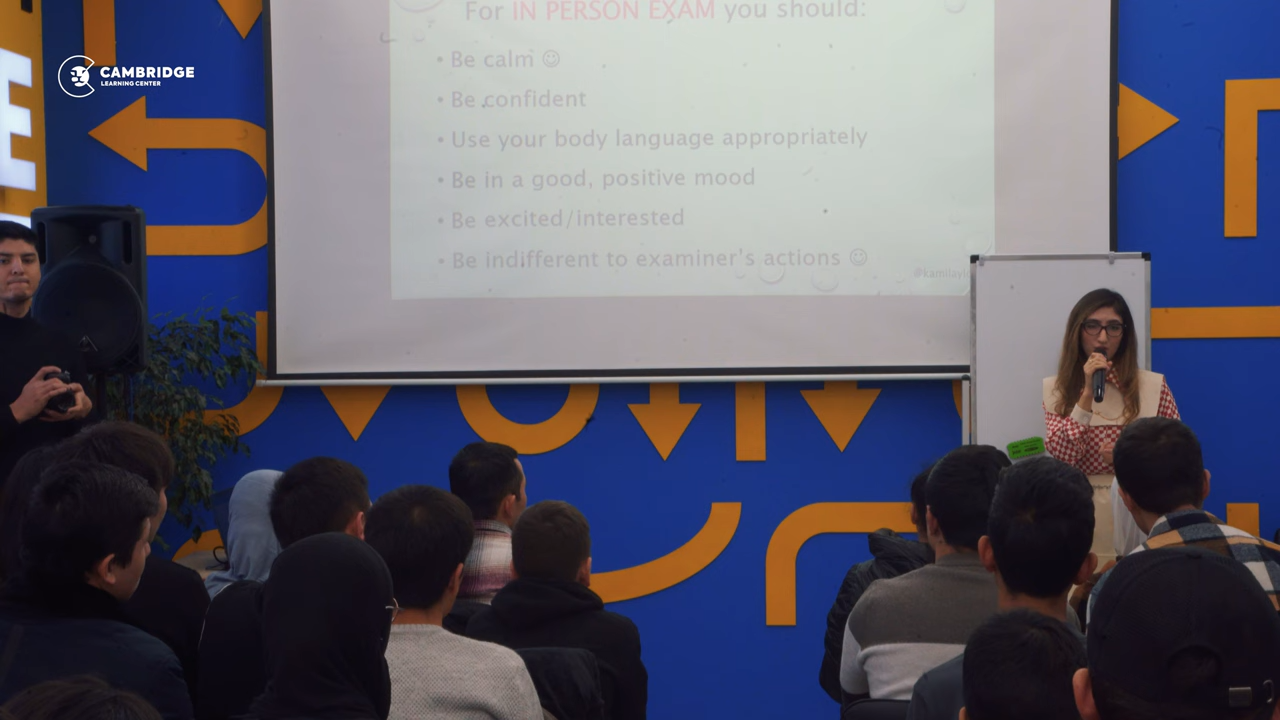 E
CAMBRIDGE
LEARNING CENTER
For IN PERSON EXAM you should:
• Be calm ☺
• Be confident
• Use your body language appropriately
• Be in a good, positive mood
• Be excited/interested
• Be indifferent to examiner's actions ☺